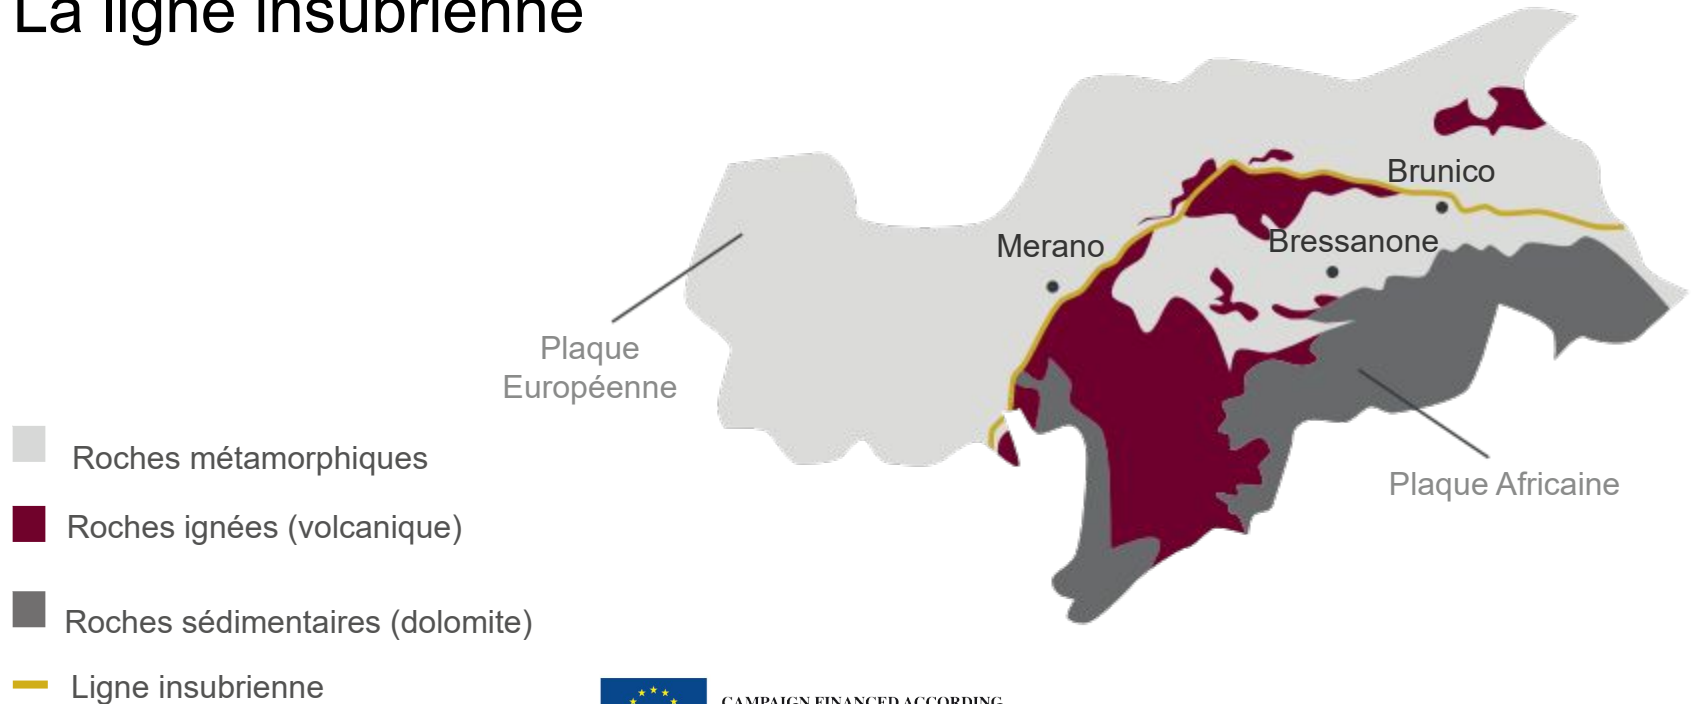 La ligne insubrienne
Brunico
Bressanone
Merano
Plaque
Européenne
Plaque Africaine
Roches métamorphiques
Roches ignées (volcanique)
Roches sédimentaires (dolomite)
Ligne insubrienne
CAMPAIGN FINANCED ACCORDING